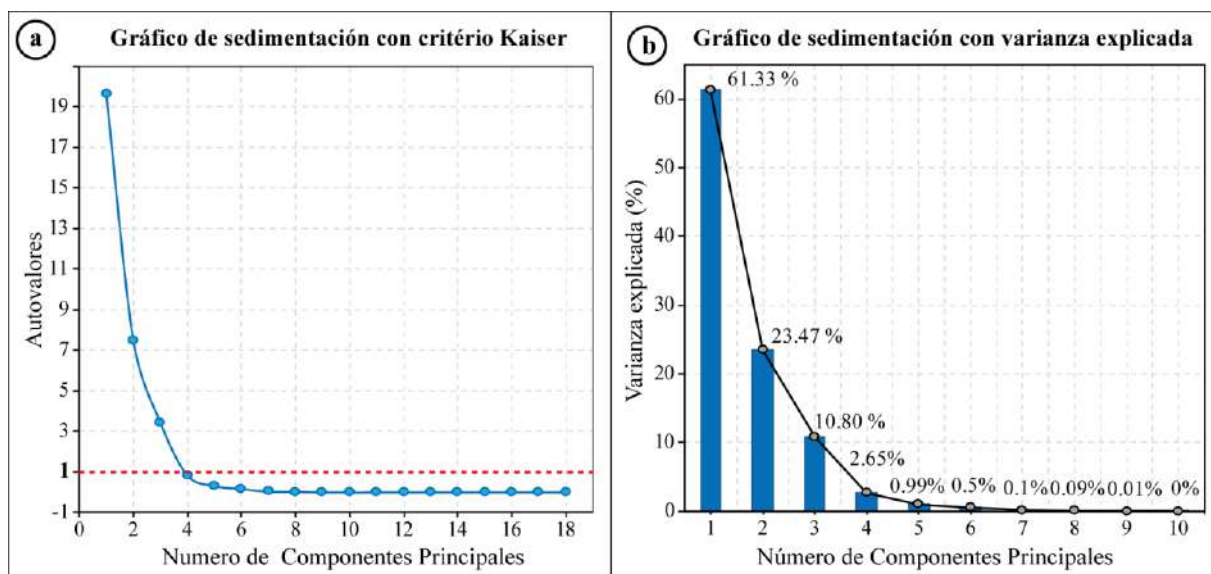 a
Gráfico de sedimentación con critério Kaiser
Autovalores
19
17
15
13
11
9
7
5
3
1
-1
0 2 4 6 8 10 12 14 16 18
Numero de Componentes Principales
b
Gráfico de sedimentación con varianza explicada
Varianza explicada (%)
60
50
40
30
20
10
0
61.33 %
23.47 %
10.80 %
2.65%
0.99% 0.5% 0.1% 0.09% 0.01% 0%
1 2 3 4 5 6 7 8 9 10
Número de Componentes Principales